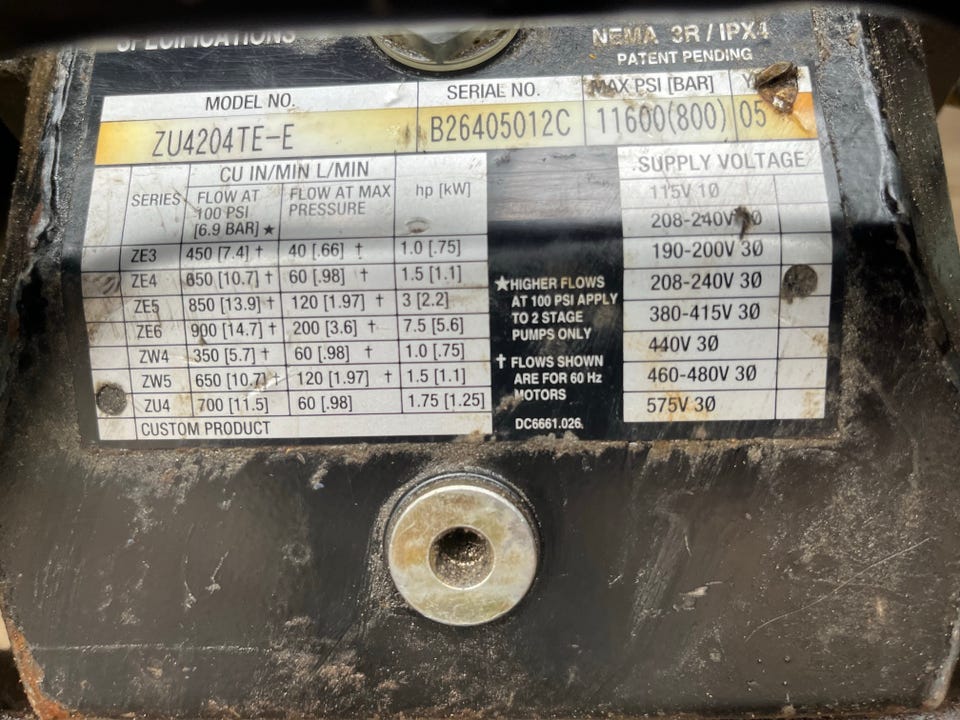 SPECIFICATIONS
NEMA 3R / IPX4
PATENT PENDING
MODEL NO. SERIAL NO. MAX PSI [BAR]
ZU4204TE-E B26405012C 11600(800) 05
CU IN/MIN L/MIN
SERIES FLOW AT 100 PSI [6.9 BAR] ★ FLOW AT MAX PRESSURE hp [kW]
ZE3 450 [7.4] † 40 [.66] † 1.0 [.75]
ZE4 650 [10.7] † 60 [.98] † 1.5 [1.1]
ZE5 850 [13.9] † 120 [1.97] † 3 [2.2]
ZE6 900 [14.7] † 200 [3.6] † 7.5 [5.6]
ZW4 350 [5.7] † 60 [.98] † 1.0 [.75]
ZW5 650 [10.7] † 120 [1.97] † 1.5 [1.1]
ZU4 700 [11.5] 60 [.98] 1.75 [1.25]
CUSTOM PRODUCT
★HIGHER FLOWS
AT 100 PSI APPLY
TO 2 STAGE
PUMPS ONLY
† FLOWS SHOWN
ARE FOR 60 Hz
MOTORS
DC6661.026
SUPPLY VOLTAGE
115V 1Ø
208-240V 1Ø
190-200V 3Ø
208-240V 3Ø
380-415V 3Ø
440V 3Ø
460-480V 3Ø
575V 3Ø